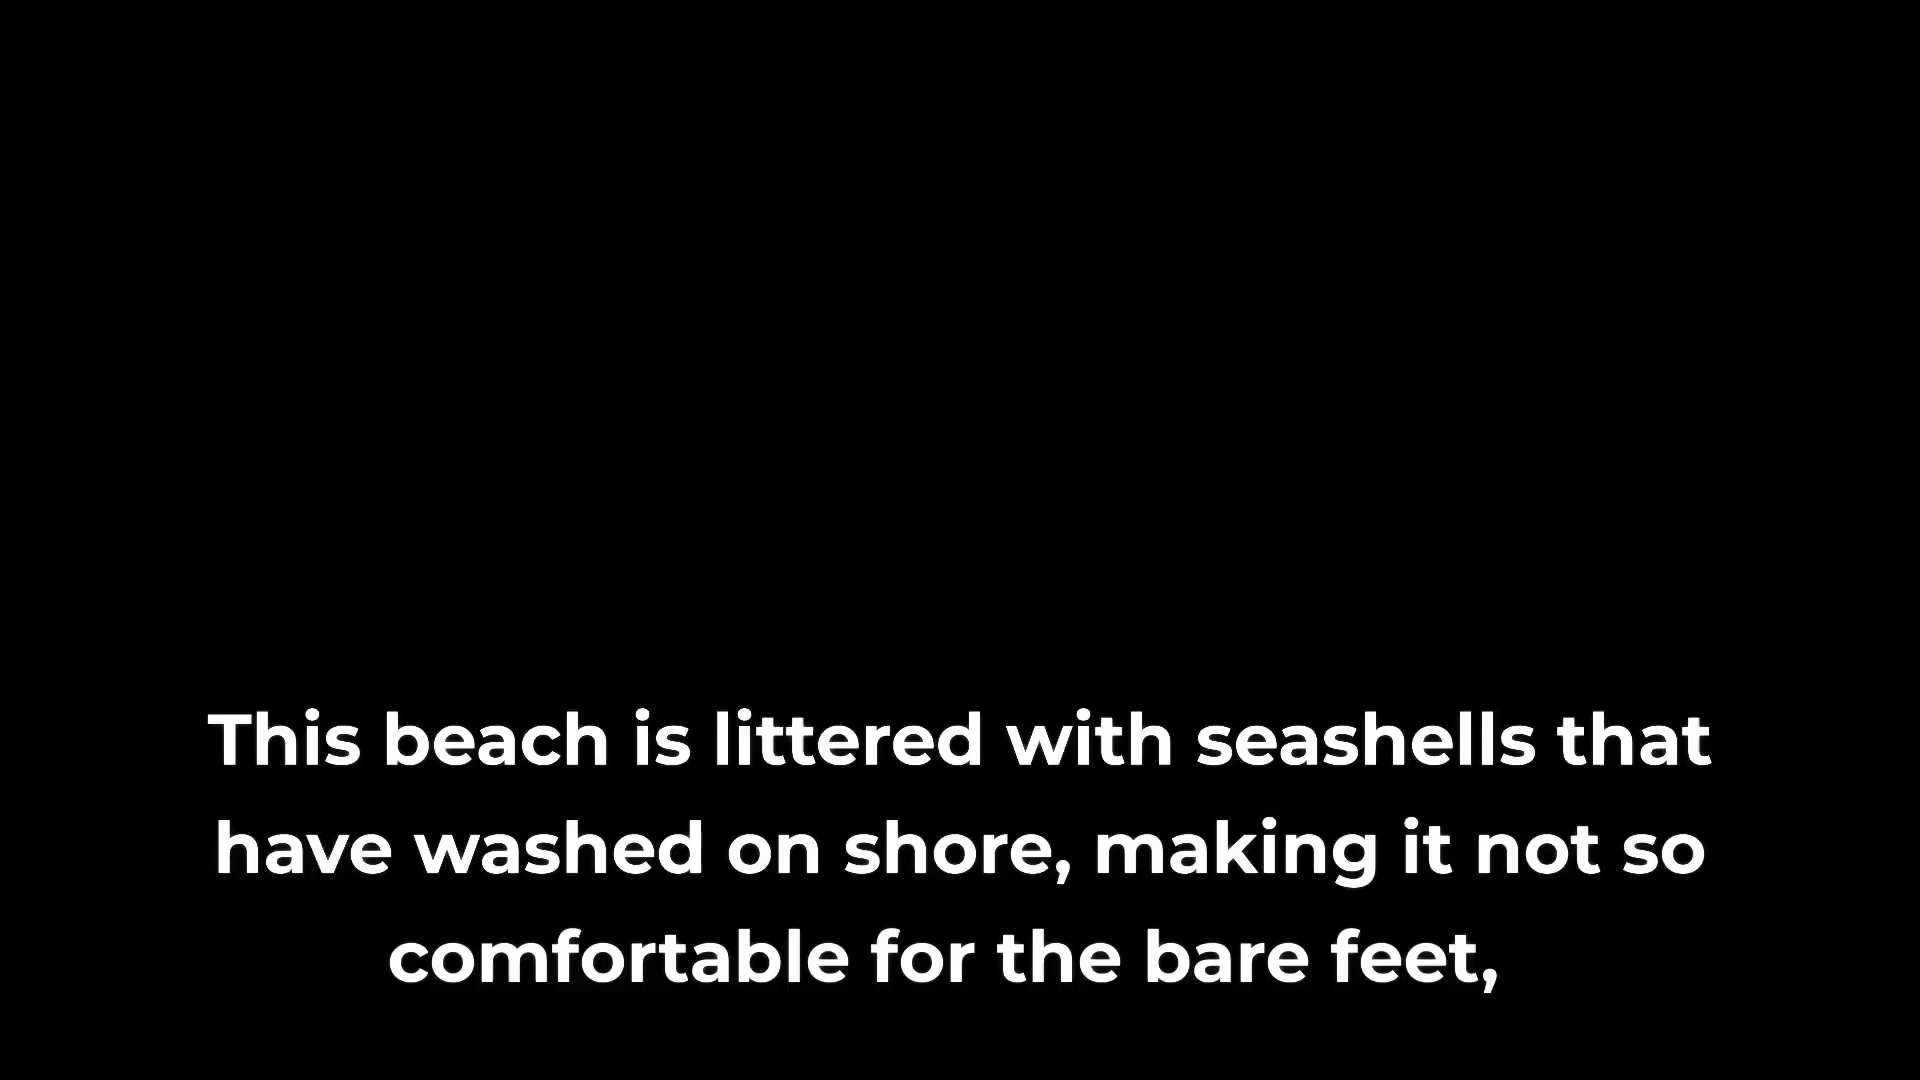 This beach is littered with seashells that
have washed on shore, making it not so
comfortable for the bare feet,